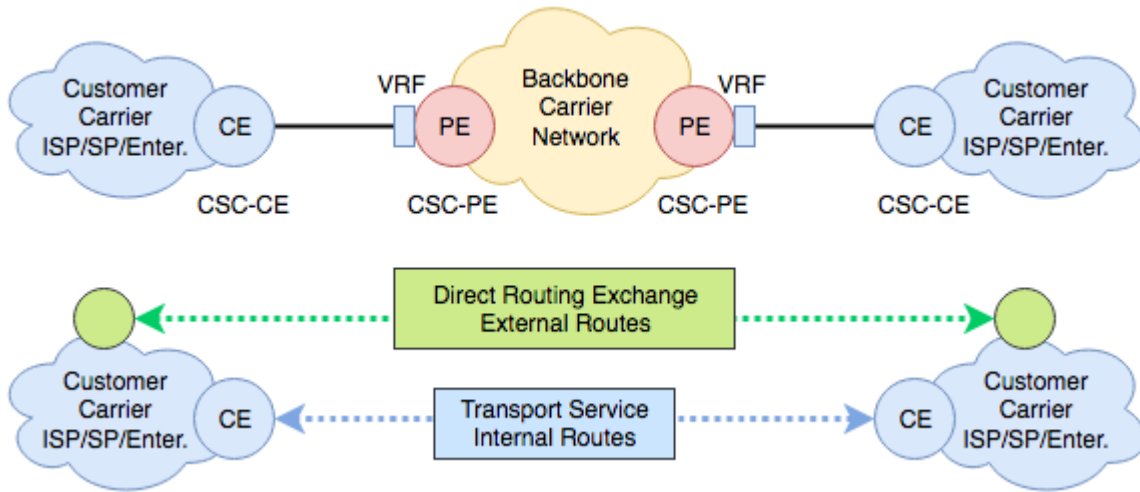 Customer
Carrier
ISP/SP/Enter.
CE
CSC-CE
VRF
PE
CSC-PE
Backbone
Carrier
Network
VRF
PE
CSC-PE
CE
CSC-CE
Customer
Carrier
ISP/SP/Enter.
Direct Routing Exchange
External Routes
Customer
Carrier
ISP/SP/Enter.
CE
Transport Service
Internal Routes
CE
Customer
Carrier
ISP/SP/Enter.